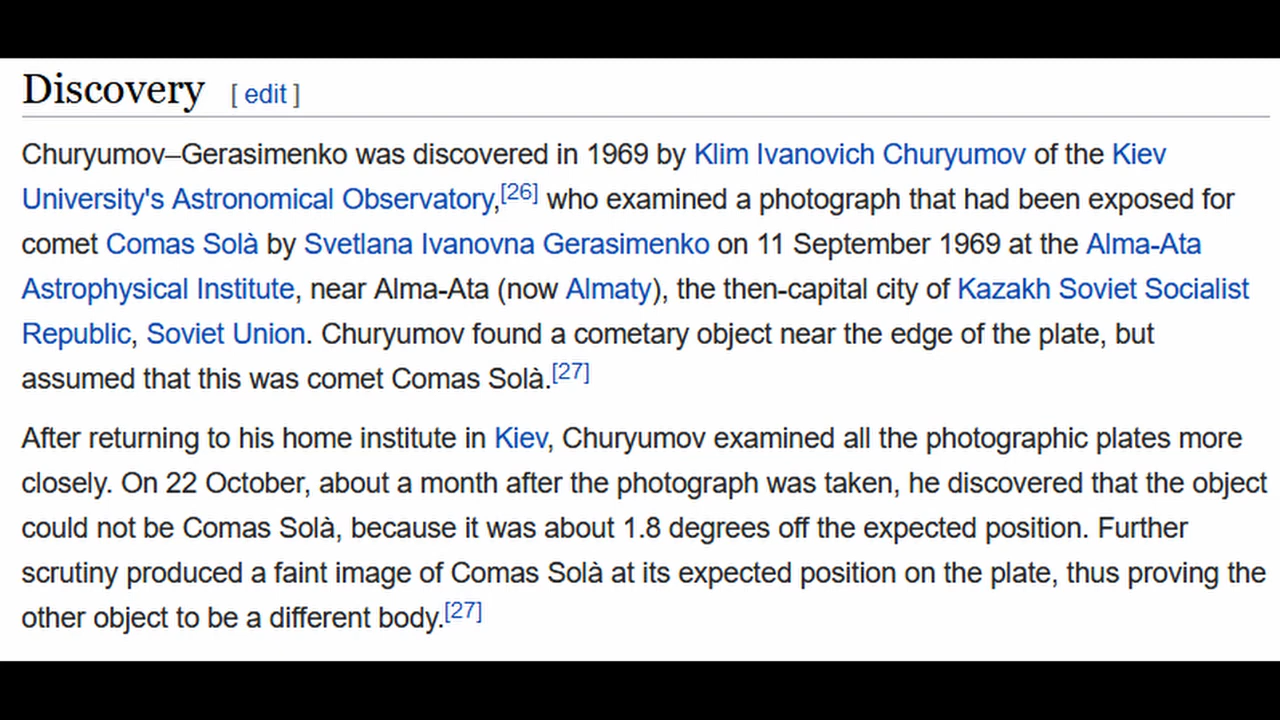 Discovery [ edit ]
Churyumov–Gerasimenko was discovered in 1969 by Klim Ivanovich Churyumov of the Kiev
University's Astronomical Observatory,[26] who examined a photograph that had been exposed for
comet Comas Solà by Svetlana Ivanovna Gerasimenko on 11 September 1969 at the Alma-Ata
Astrophysical Institute, near Alma-Ata (now Almaty), the then-capital city of Kazakh Soviet Socialist
Republic, Soviet Union. Churyumov found a cometary object near the edge of the plate, but
assumed that this was comet Comas Solà.[27]
After returning to his home institute in Kiev, Churyumov examined all the photographic plates more
closely. On 22 October, about a month after the photograph was taken, he discovered that the object
could not be Comas Solà, because it was about 1.8 degrees off the expected position. Further
scrutiny produced a faint image of Comas Solà at its expected position on the plate, thus proving the
other object to be a different body.[27]